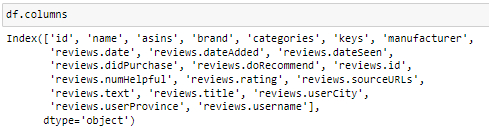 df.columns
Index(['id', 'name', 'asins', 'brand', 'categories', 'keys', 'manufacturer',
'reviews.date', 'reviews.dateAdded', 'reviews.dateSeen',
'reviews.didPurchase', 'reviews.doRecommend', 'reviews.id',
'reviews.numHelpful', 'reviews.rating', 'reviews.sourceURLs',
'reviews.text', 'reviews.title', 'reviews.userCity',
'reviews.userProvince', 'reviews.username'],
dtype='object')